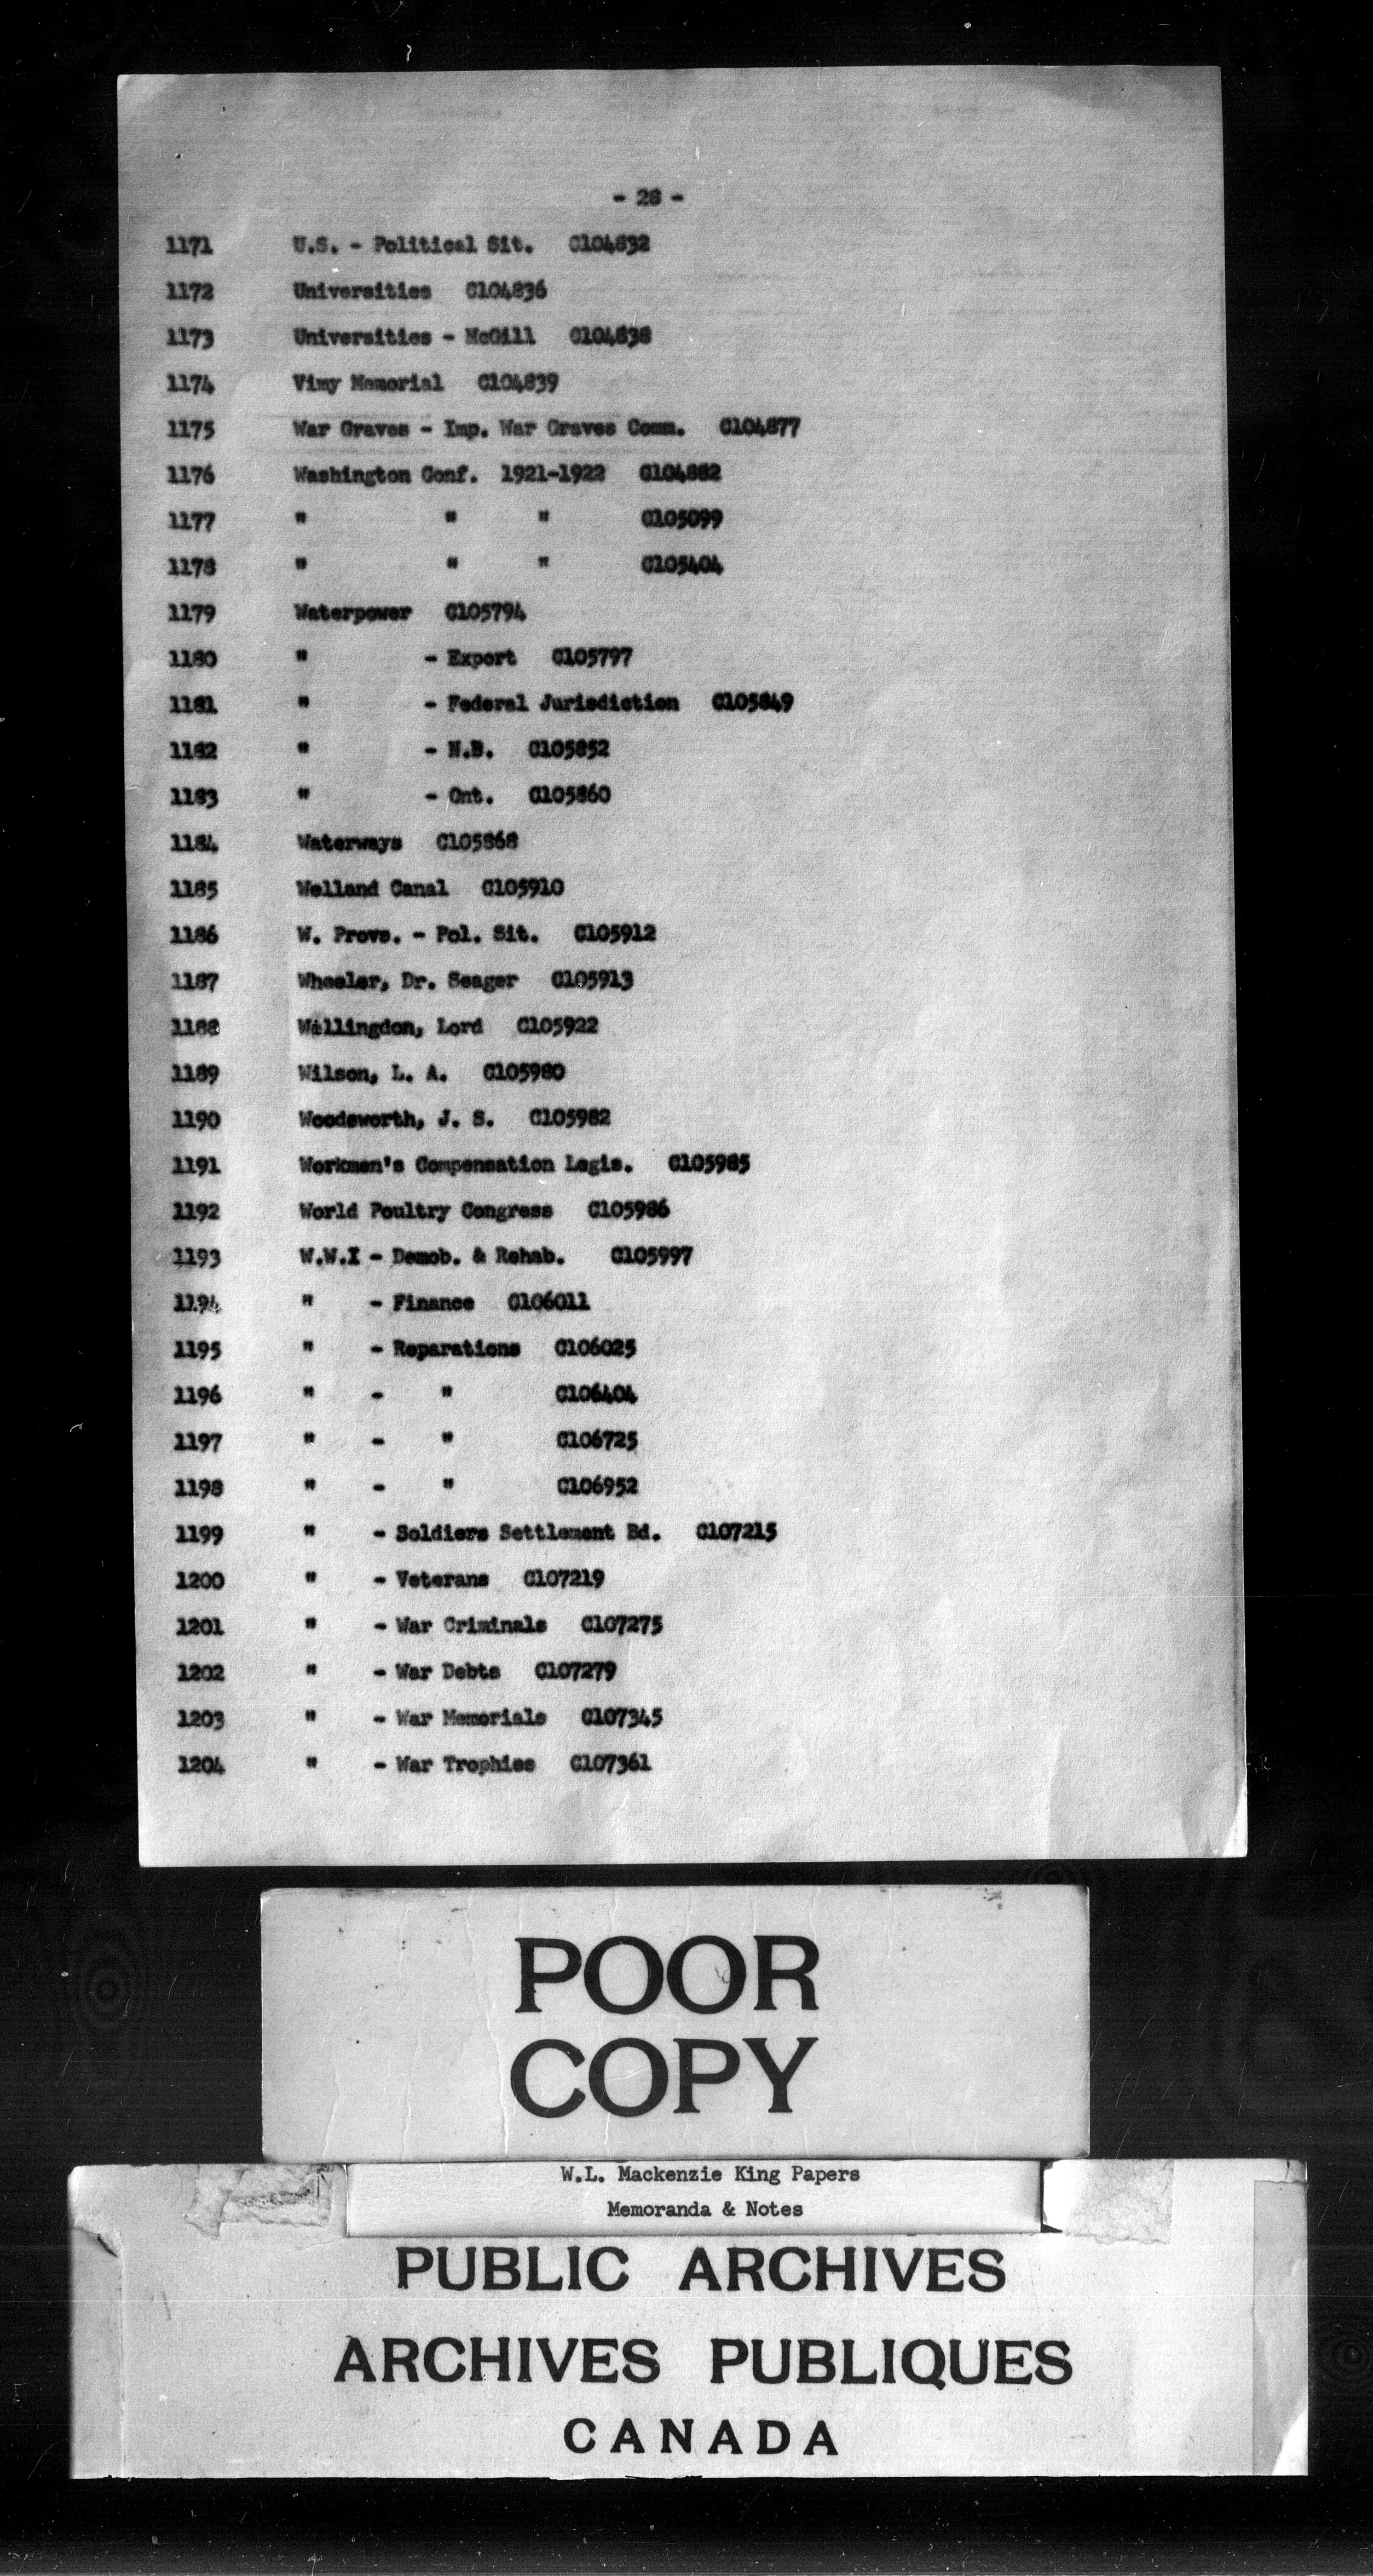 - 28 -
1171 U.S. - Political Sit. C104832
1172 Universities C104836
1173 Universities - McGill C104838
1174 Vimy Memorial C104839
1175 War Graves - Imp. War Graves Comm. C104877
1176 Washington Conf. 1921-1922 C104882
1177 " " " C105099
1178 " " " C105404
1179 Waterpower C105794
1180 " - Export C105797
1181 " - Federal Jurisdiction C105849
1182 " - N.B. C105852
1183 " - Ont. C105860
1184 Waterways C105868
1185 Welland Canal C105910
1186 W. Provs. - Pol. Sit. C105912
1187 Wheeler, Dr. Seager C105913
1188 Willingdon, Lord C105922
1189 Wilson, L. A. C105980
1190 Woodsworth, J. S. C105982
1191 Workmen's Compensation Legis. C105985
1192 World Poultry Congress C105986
1193 W.W.I - Demob. & Rehab. C105997
1194 " - Finance C106011
1195 " - Reparations C106025
1196 " - " C106404
1197 " - " C106725
1198 " - " C106952
1199 " - Soldiers Settlement Bd. C107215
1200 " - Veterans C107219
1201 " - War Criminals C107275
1202 " - War Debts C107279
1203 " - War Memorials C107345
1204 " - War Trophies C107361
POOR
COPY
W.L. Mackenzie King Papers
Memoranda & Notes
PUBLIC ARCHIVES
ARCHIVES PUBLIQUES
CANADA